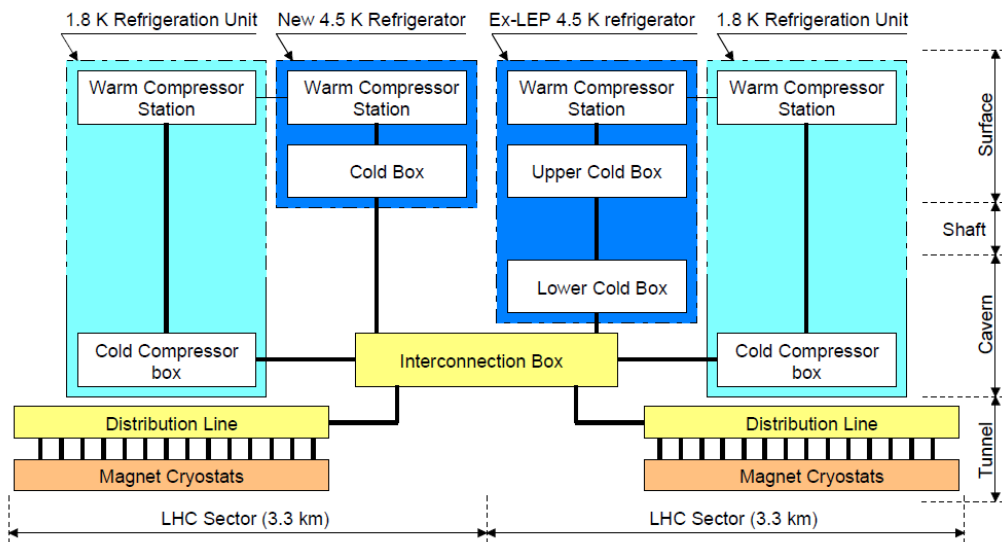 1.8 K Refrigeration Unit
New 4.5 K Refrigerator
Ex-LEP 4.5 K refrigerator
1.8 K Refrigeration Unit
Warm Compressor
Station
Warm Compressor
Station
Warm Compressor
Station
Warm Compressor
Station
Surface
Cold Box
Upper Cold Box
Shaft
Lower Cold Box
Cavern
Cold Compressor
box
Interconnection Box
Cold Compressor
box
Distribution Line
Distribution Line
Tunnel
Magnet Cryostats
Magnet Cryostats
LHC Sector (3.3 km)
LHC Sector (3.3 km)